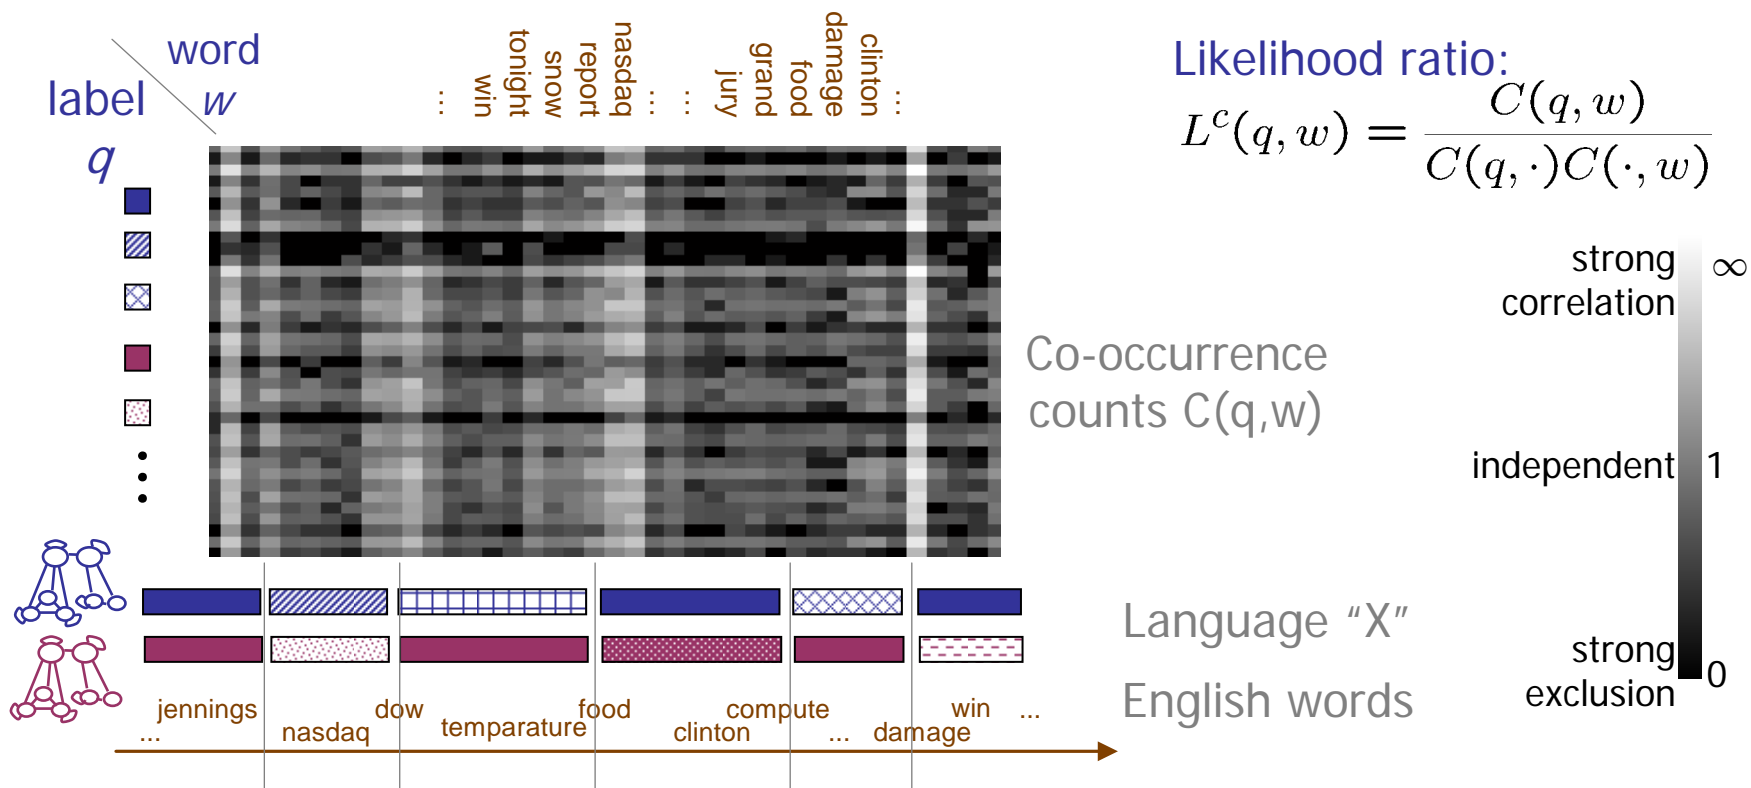 word
label w
q
... win tonight snow report nasdaq ... ... jury grand food damage clinton ...
Likelihood ratio:
L^c(q, w) = C(q, w) / C(q, ·)C(·, w)
strong
correlation
∞
Co-occurrence
counts C(q,w)
independent 1
strong
exclusion
0
Language “X”
English words
jennings dow food compute win ...
... nasdaq temparature clinton ... damage